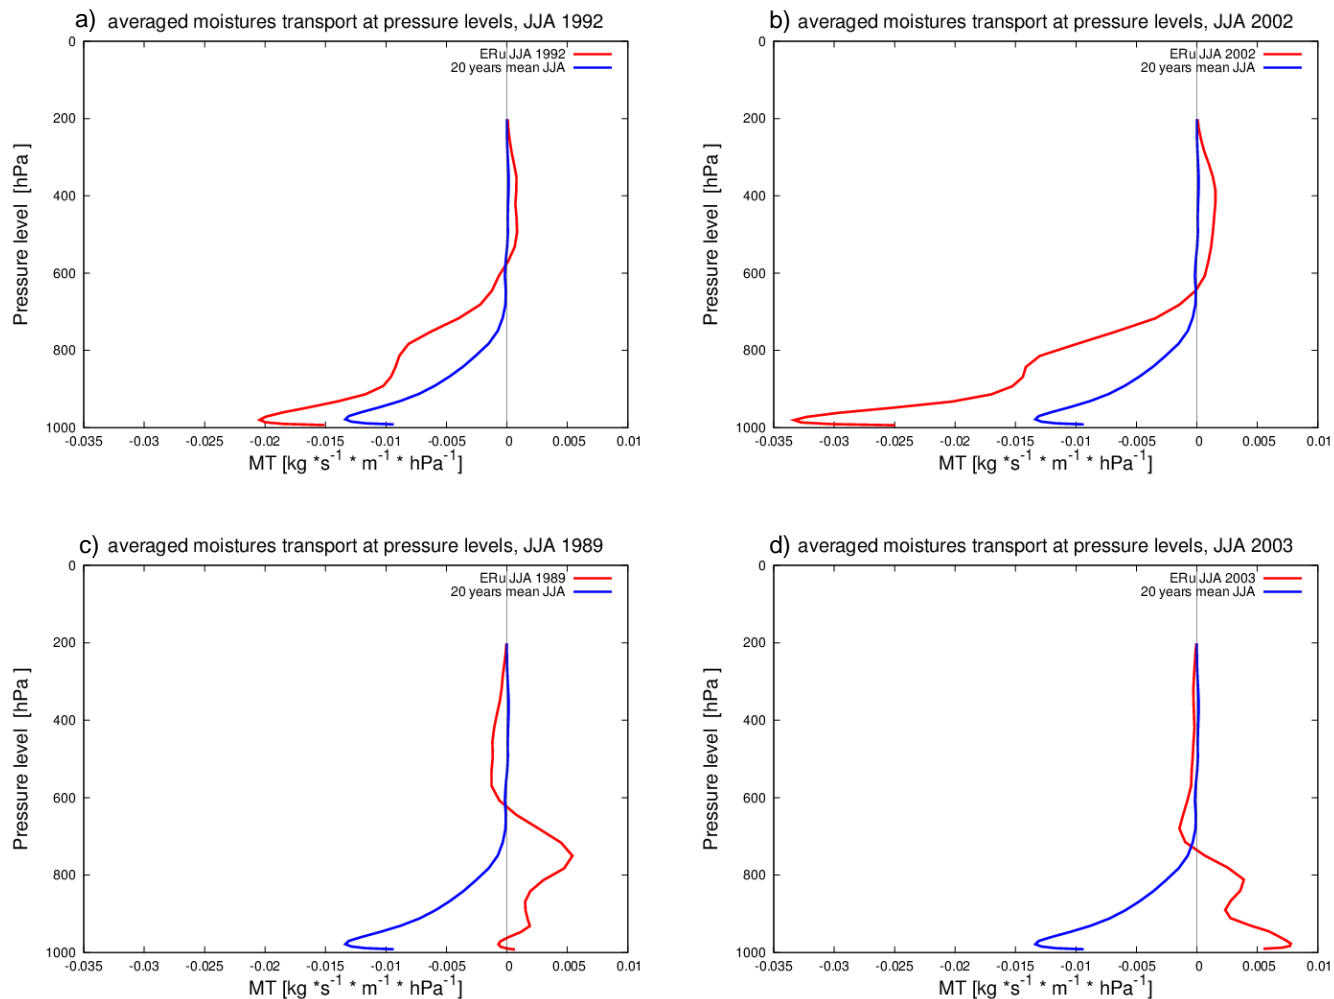 a) averaged moistures transport at pressure levels, JJA 1992
ERu JJA 1992
20 years mean JJA
Pressure level [hPa]
0
200
400
600
800
1000
-0.035 -0.03 -0.025 -0.02 -0.015 -0.01 -0.005 0 0.005 0.01
MT [kg *s-1 * m-1 * hPa-1]
b) averaged moistures transport at pressure levels, JJA 2002
ERu JJA 2002
20 years mean JJA
Pressure level [hPa]
0
200
400
600
800
1000
-0.035 -0.03 -0.025 -0.02 -0.015 -0.01 -0.005 0 0.005 0.01
MT [kg *s-1 * m-1 * hPa-1]
c) averaged moistures transport at pressure levels, JJA 1989
ERu JJA 1989
20 years mean JJA
Pressure level [hPa]
0
200
400
600
800
1000
-0.035 -0.03 -0.025 -0.02 -0.015 -0.01 -0.005 0 0.005 0.01
MT [kg *s-1 * m-1 * hPa-1]
d) averaged moistures transport at pressure levels, JJA 2003
ERu JJA 2003
20 years mean JJA
Pressure level [hPa]
0
200
400
600
800
1000
-0.035 -0.03 -0.025 -0.02 -0.015 -0.01 -0.005 0 0.005 0.01
MT [kg *s-1 * m-1 * hPa-1]